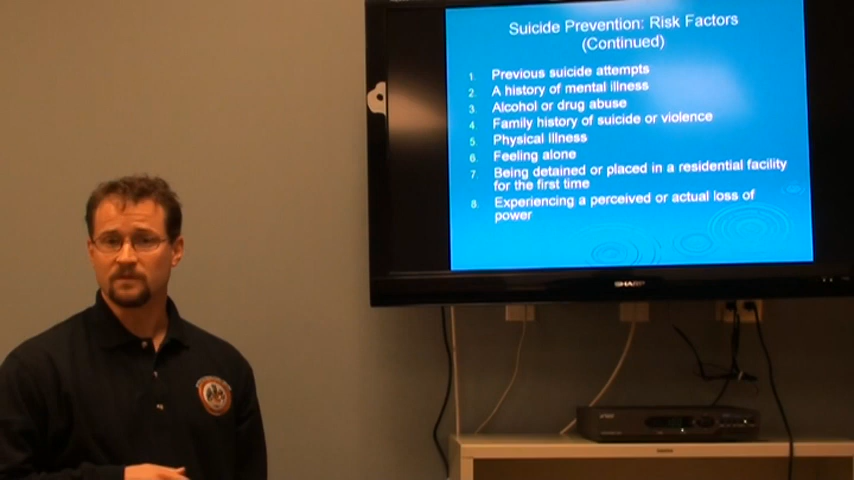 Suicide Prevention: Risk Factors
(Continued)
1. Previous suicide attempts
2. A history of mental illness
3. Alcohol or drug abuse
4. Family history of suicide or violence
5. Physical illness
6. Feeling alone
7. Being detained or placed in a residential facility
for the first time
8. Experiencing a perceived or actual loss of
power
SHARP